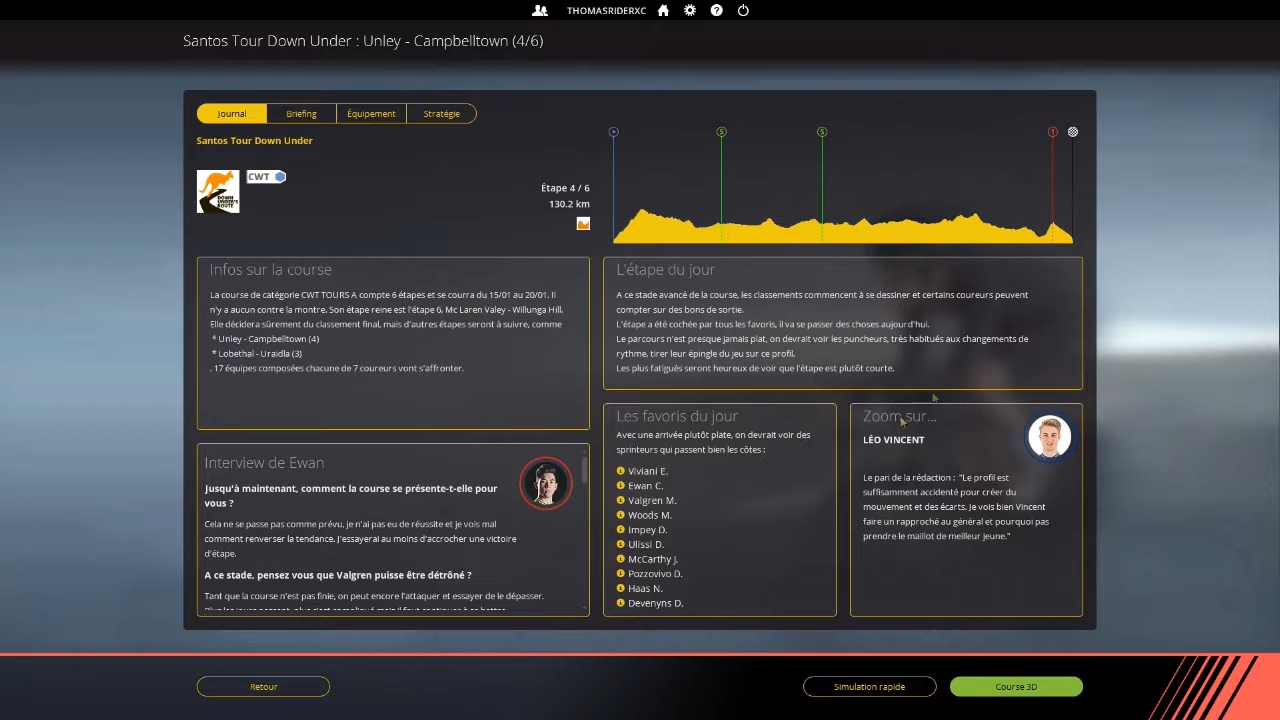 THOMASRIDERXC
Santos Tour Down Under : Unley - Campbelltown (4/6)
Journal
Briefing
Équipement
Stratégie
Santos Tour Down Under
CWT
Étape 4 / 6
130.2 km
S
S
1
Infos sur la course
La course de catégorie CWT TOURS A compte 6 étapes et se courra du 15/01 au 20/01. Il
n'y a aucun contre la montre. Son étape reine est l'étape 6, Mc Laren Valey - Willunga Hill.
Elle décidera sûrement du classement final, mais d'autres étapes seront à suivre, comme
* Unley - Campbelltown (4)
* Lobethal - Uraidla (3)
. 17 équipes composées chacune de 7 coureurs vont s'affronter.
L'étape du jour
A ce stade avancé de la course, les classements commencent à se dessiner et certains coureurs peuvent
compter sur des bons de sortie.
L'étape a été cochée par tous les favoris, il va se passer des choses aujourd'hui.
Le parcours n'est presque jamais plat, on devrait voir les puncheurs, très habitués aux changements de
rythme, tirer leur épingle du jeu sur ce profil.
Les plus fatigués seront heureux de voir que l'étape est plutôt courte.
Interview de Ewan
Jusqu'à maintenant, comment la course se présente-t-elle pour
vous ?
Cela ne se passe pas comme prévu, je n'ai pas eu de réussite et je vois mal
comment renverser la tendance. J'essayerai au moins d'accrocher une victoire
d'étape.
A ce stade, pensez vous que Valgren puisse être détrôné ?
Tant que la course n'est pas finie, on peut encore l'attaquer et essayer de le dépasser.
Les favoris du jour
Avec une arrivée plutôt plate, on devrait voir des
sprinteurs qui passent bien les côtes :
Viviani E.
Ewan C.
Valgren M.
Woods M.
Impey D.
Ulissi D.
McCarthy J.
Pozzovivo D.
Haas N.
Devenyns D.
Zoom sur...
LÉO VINCENT
Le pari de la rédaction : "Le profil est
suffisamment accidenté pour créer du
mouvement et des écarts. Je vois bien Vincent
faire un rapproché au général et pourquoi pas
prendre le maillot de meilleur jeune."
Retour
Simulation rapide
Course 3D